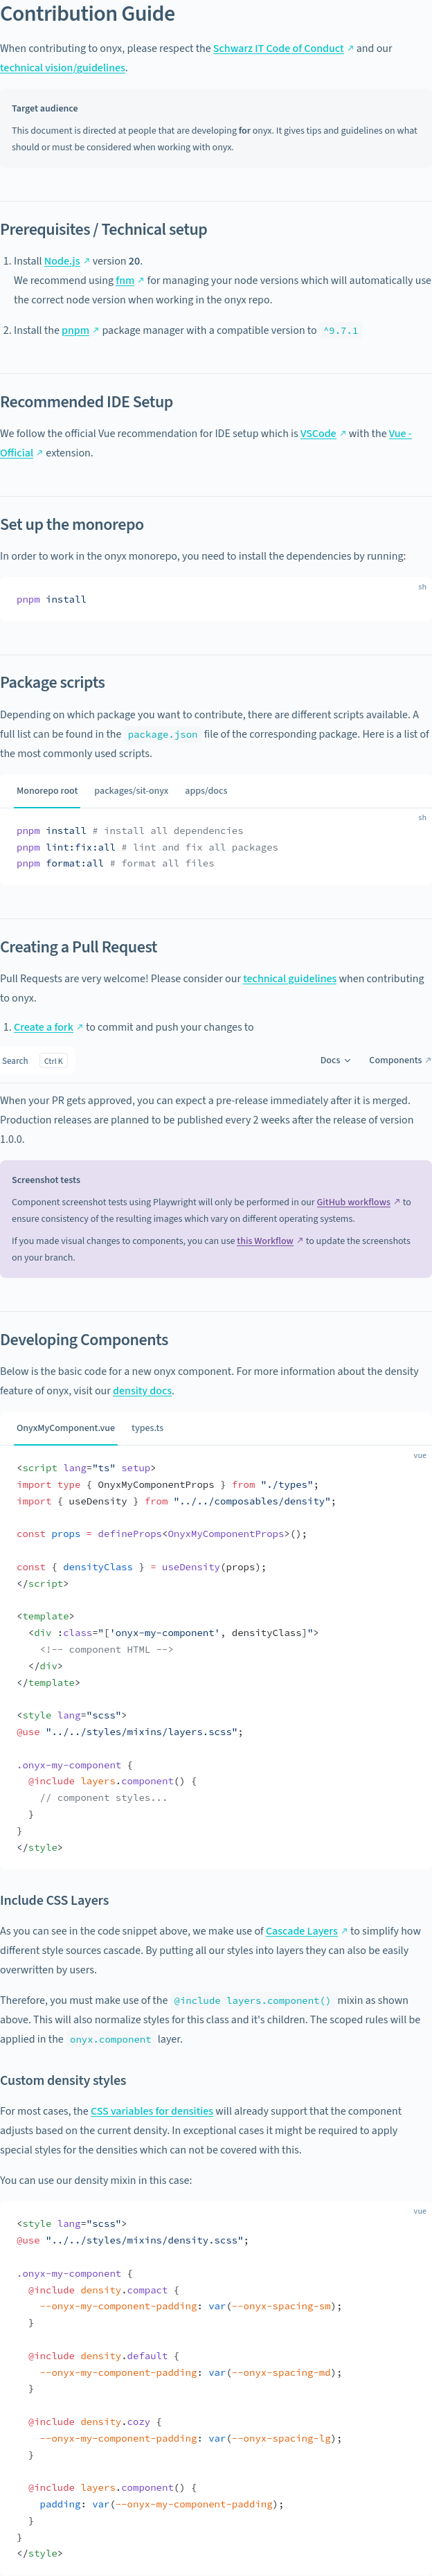 Contribution Guide
When contributing to onyx, please respect the Schwarz IT Code of Conduct ↗ and our
technical vision/guidelines.
Target audience
This document is directed at people that are developing for onyx. It gives tips and guidelines on what
should or must be considered when working with onyx.
Prerequisites / Technical setup
1. Install Node.js ↗ version 20.
We recommend using fnm ↗ for managing your node versions which will automatically use
the correct node version when working in the onyx repo.
2. Install the pnpm ↗ package manager with a compatible version to ^9.7.1
Recommended IDE Setup
We follow the official Vue recommendation for IDE setup which is VSCode ↗ with the Vue -
Official ↗ extension.
Set up the monorepo
In order to work in the onyx monorepo, you need to install the dependencies by running:
sh
pnpm install
Package scripts
Depending on which package you want to contribute, there are different scripts available. A
full list can be found in the package.json file of the corresponding package. Here is a list of
the most commonly used scripts.
Monorepo root packages/sit-onyx apps/docs
sh
pnpm install # install all dependencies
pnpm lint:fix:all # lint and fix all packages
pnpm format:all # format all files
Creating a Pull Request
Pull Requests are very welcome! Please consider our technical guidelines when contributing
to onyx.
1. Create a fork ↗ to commit and push your changes to
Search Ctrl K Docs Components ↗
When your PR gets approved, you can expect a pre-release immediately after it is merged.
Production releases are planned to be published every 2 weeks after the release of version
1.0.0.
Screenshot tests
Component screenshot tests using Playwright will only be performed in our GitHub workflows ↗ to
ensure consistency of the resulting images which vary on different operating systems.
If you made visual changes to components, you can use this Workflow ↗ to update the screenshots
on your branch.
Developing Components
Below is the basic code for a new onyx component. For more information about the density
feature of onyx, visit our density docs.
OnyxMyComponent.vue types.ts
vue
<script lang="ts" setup>
import type { OnyxMyComponentProps } from "./types";
import { useDensity } from "../../composables/density";
const props = defineProps<OnyxMyComponentProps>();
const { densityClass } = useDensity(props);
</script>
<template>
<div :class="['onyx-my-component', densityClass]">
<!-- component HTML -->
</div>
</template>
<style lang="scss">
@use "../../styles/mixins/layers.scss";
.onyx-my-component {
@include layers.component() {
// component styles...
}
}
</style>
Include CSS Layers
As you can see in the code snippet above, we make use of Cascade Layers ↗ to simplify how
different style sources cascade. By putting all our styles into layers they can also be easily
overwritten by users.
Therefore, you must make use of the @include layers.component() mixin as shown
above. This will also normalize styles for this class and it's children. The scoped rules will be
applied in the onyx.component layer.
Custom density styles
For most cases, the CSS variables for densities will already support that the component
adjusts based on the current density. In exceptional cases it might be required to apply
special styles for the densities which can not be covered with this.
You can use our density mixin in this case:
vue
<style lang="scss">
@use "../../styles/mixins/density.scss";
.onyx-my-component {
@include density.compact {
--onyx-my-component-padding: var(--onyx-spacing-sm);
}
@include density.default {
--onyx-my-component-padding: var(--onyx-spacing-md);
}
@include density.cozy {
--onyx-my-component-padding: var(--onyx-spacing-lg);
}
@include layers.component() {
padding: var(--onyx-my-component-padding);
}
}
</style>